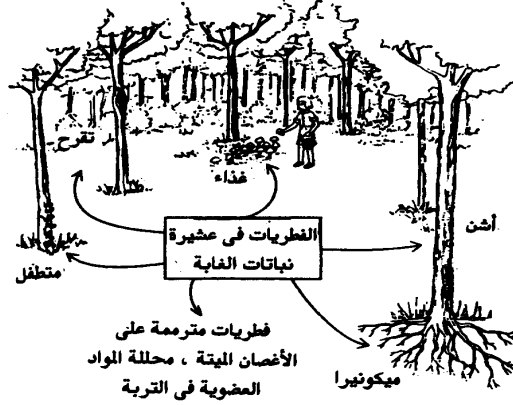 تقرح
غذاء
الفطريات فى عشيرة
نباتات الغابة
أشن
متطفل
فطريات مترممة على
الأغصان الميتة ، محللة المواد
العضوية فى التربة
ميكونيرا